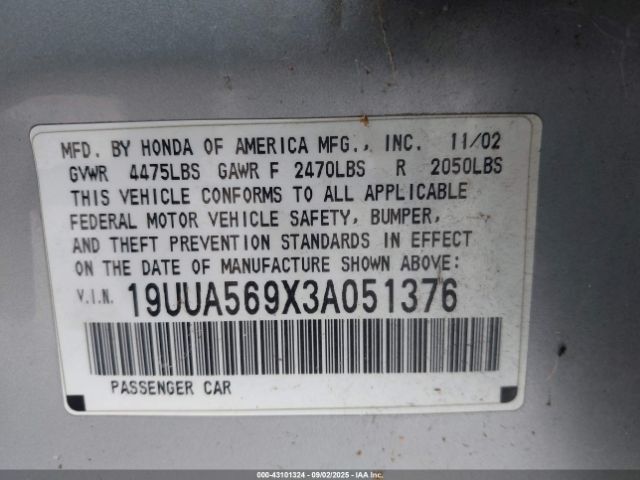 MFD. BY HONDA OF AMERICA MFG., INC. 11/02
GVWR 4475LBS GAWR F 2470LBS R 2050LBS
THIS VEHICLE CONFORMS TO ALL APPLICABLE
FEDERAL MOTOR VEHICLE SAFETY, BUMPER,
AND THEFT PREVENTION STANDARDS IN EFFECT
ON THE DATE OF MANUFACTURE SHOWN ABOVE:
V.I.N. 19UUA569X3A051376
PASSENGER CAR
000-43101324 • 09/02/2025 • IAAI.com